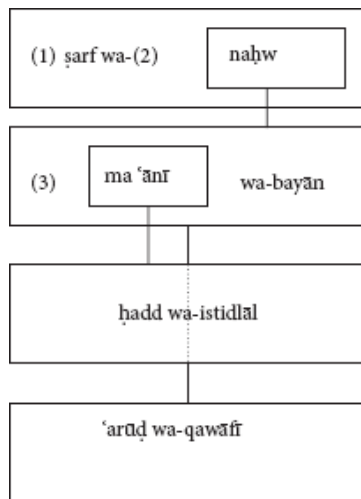 (1) ṣarf wa-(2) naḥw
(3) ma ʿānī wa-bayān
ḥadd wa-istidlāl
ʿarūḍ wa-qawāfī